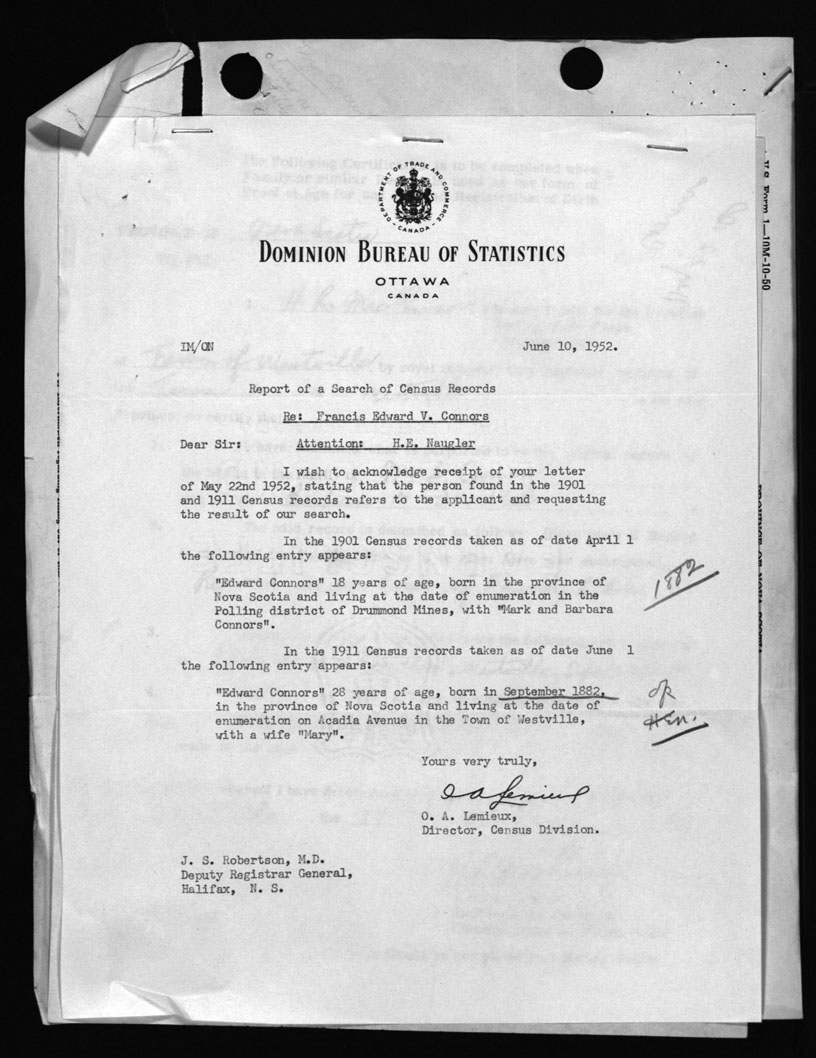 DEPARTMENT OF TRADE AND COMMERCE
- CANADA -
DOMINION BUREAU OF STATISTICS
OTTAWA
CANADA
V.S. Form 1—10M-10-50
IM/ON
June 10, 1952.
Report of a Search of Census Records
Re: Francis Edward V. Connors
Dear Sir: Attention: H.E. Naugler
I wish to acknowledge receipt of your letter
of May 22nd 1952, stating that the person found in the 1901
and 1911 Census records refers to the applicant and requesting
the result of our search.
In the 1901 Census records taken as of date April 1
the following entry appears:
"Edward Connors" 18 years of age, born in the province of
Nova Scotia and living at the date of enumeration in the
Polling district of Drummond Mines, with "Mark and Barbara
Connors".
1882
In the 1911 Census records taken as of date June 1
the following entry appears:
"Edward Connors" 28 years of age, born in September 1882,
in the province of Nova Scotia and living at the date of
enumeration on Acadia Avenue in the Town of Westville,
with a wife "Mary".
ok
HEN.
Yours very truly,
O A Lemieux
O. A. Lemieux,
Director, Census Division.
J. S. Robertson, M.D.
Deputy Registrar General,
Halifax, N. S.